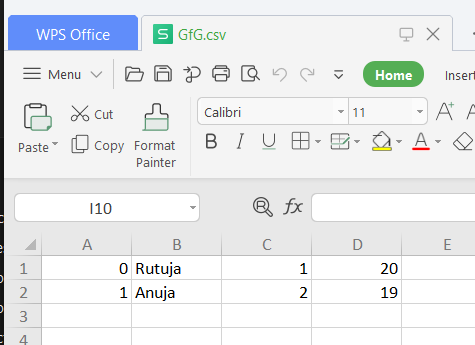 WPS Office
S GfG.csv
Menu
Home
Insert
Paste
Cut
Copy
Format
Painter
Calibri
11
A
B I U
A
I10
fx
A B C D E
1 0 Rutuja 1 20
2 1 Anuja 2 19
3
4